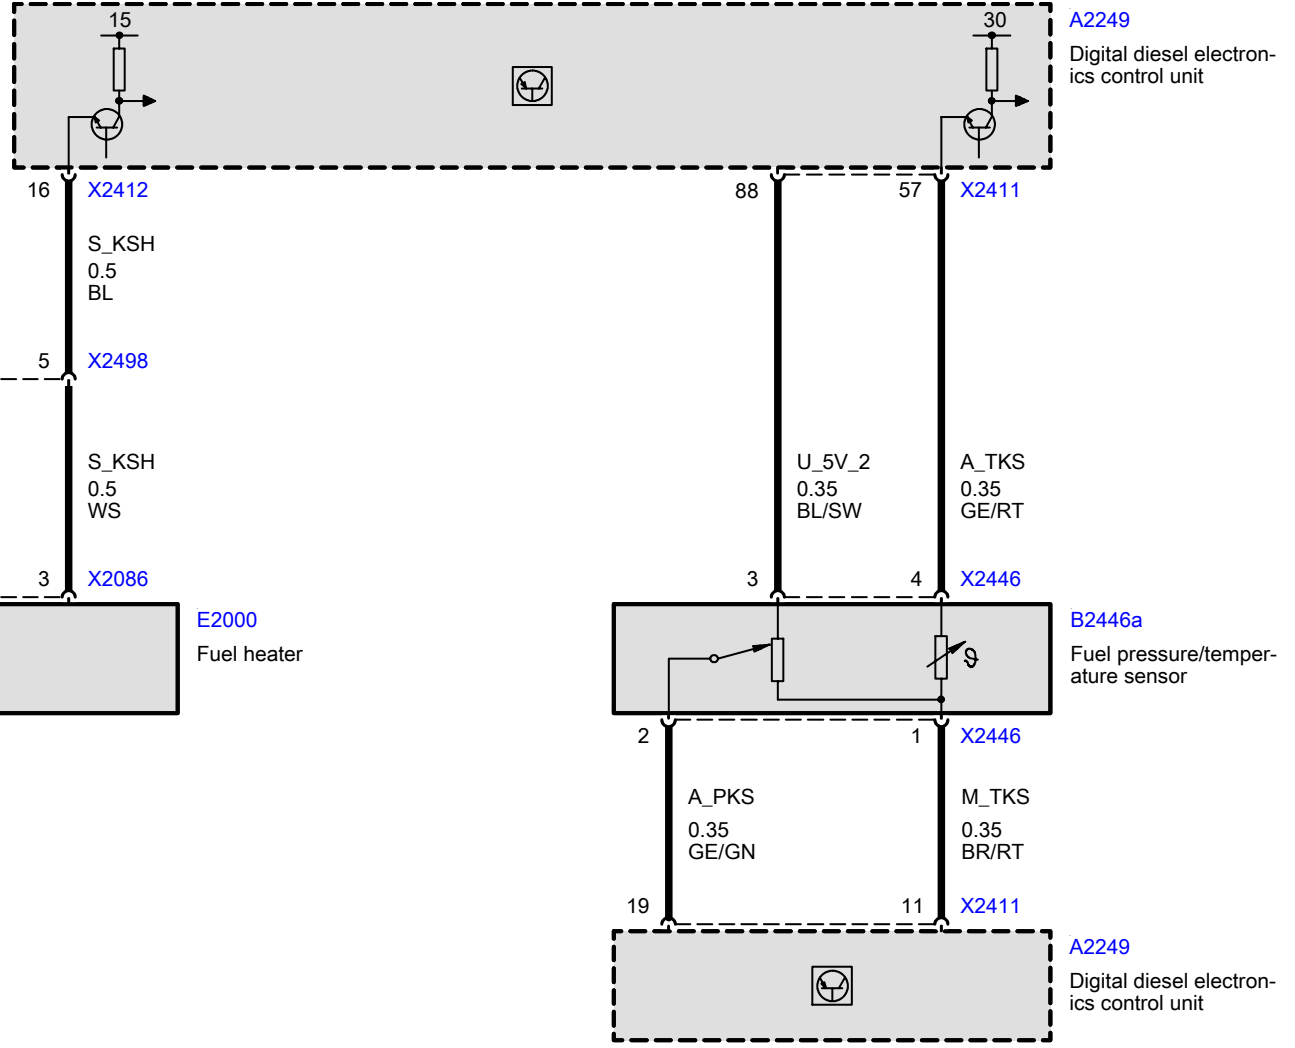 15
30
A2249
Digital diesel electron-
ics control unit
16 X2412
88
57 X2411
S_KSH
0.5
BL
5 X2498
S_KSH
0.5
WS
U_5V_2
0.35
BL/SW
A_TKS
0.35
GE/RT
3 X2086
3
4 X2446
E2000
Fuel heater
B2446a
Fuel pressure/temper-
ature sensor
ϑ
2
1 X2446
A_PKS
0.35
GE/GN
M_TKS
0.35
BR/RT
19
11 X2411
A2249
Digital diesel electron-
ics control unit